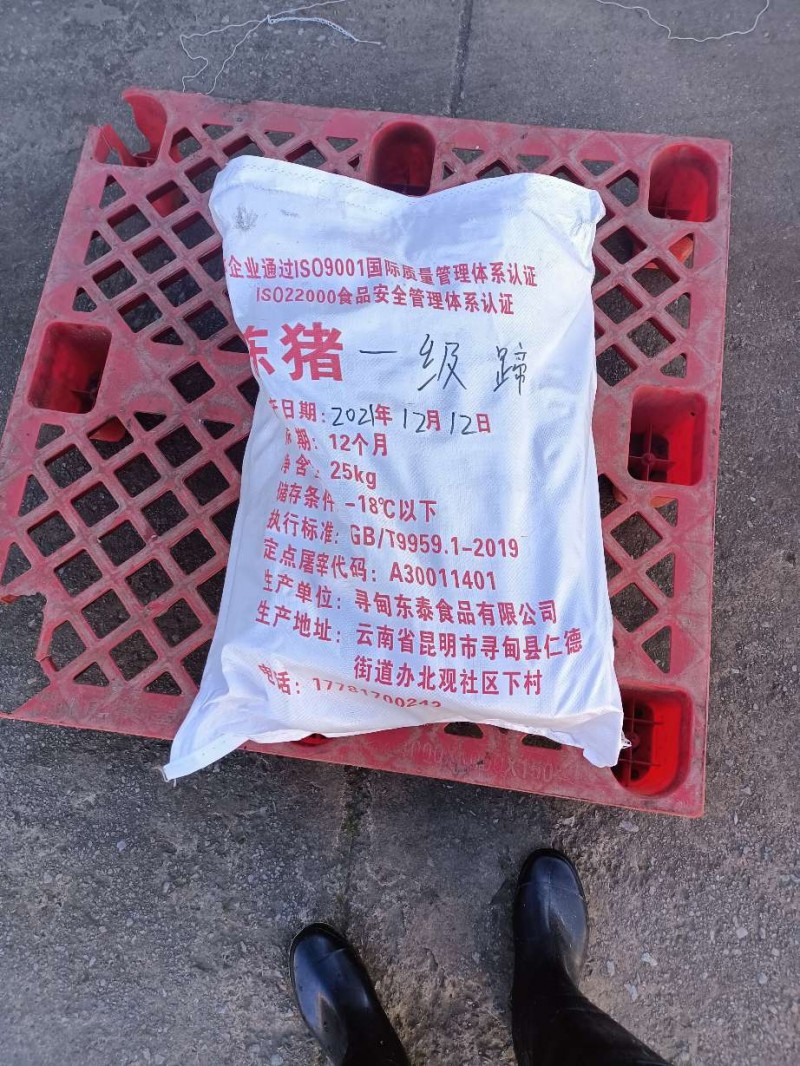 企业通过ISO9001国际质量管理体系认证
ISO22000食品安全管理体系认证
冻猪一级蹄
产日期：2021年12月12日
期：12个月
净含：25kg
储存条件 -18℃以下
执行标准：GB/T9959.1-2019
定点屠宰代码：A30011401
生产单位：寻甸东泰食品有限公司
生产地址：云南省昆明市寻甸县仁德
街道办北观社区下村
电话：17781700242